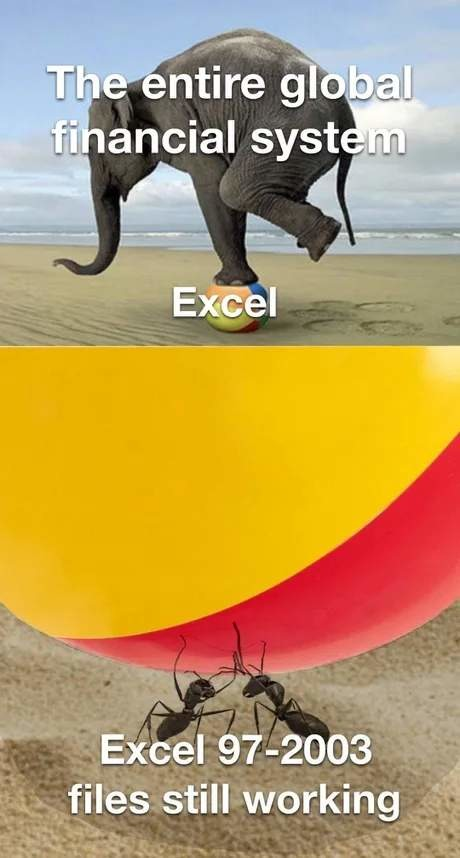 The entire global
financial system
Excel
Excel 97-2003
files still working